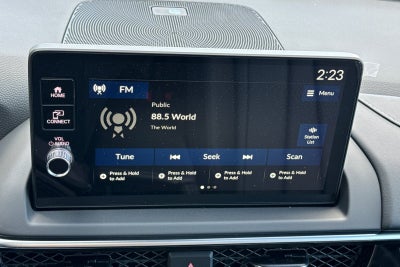 2:23
HOME
FM
Menu
Public
88.5 World
The World
CONNECT
Station
List
VOL
AUDIO
Tune
Seek
Scan
Press & Hold
to Add
Press & Hold
to Add
Press & Hold
to Add
Press & Hold
to Add